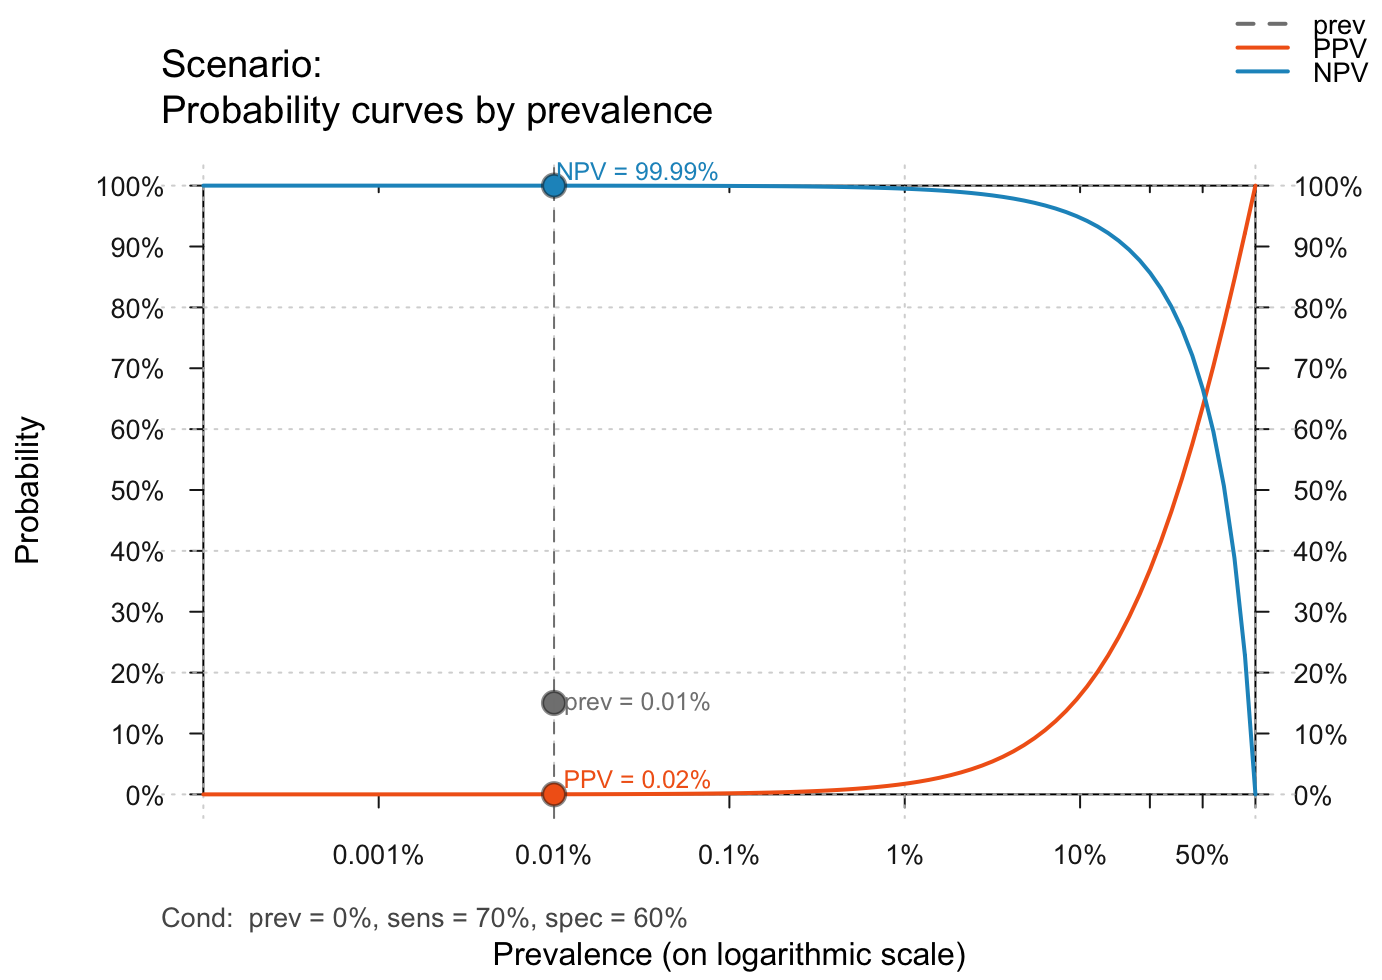 prev
PPV
NPV
Scenario:
Probability curves by prevalence
NPV = 99.99%
100%
90%
80%
70%
60%
50%
40%
30%
20%
10%
0%
Probability
prev = 0.01%
PPV = 0.02%
100%
90%
80%
70%
60%
50%
40%
30%
20%
10%
0%
0.001% 0.01% 0.1% 1% 10% 50%
Cond:  prev = 0%, sens = 70%, spec = 60%
Prevalence (on logarithmic scale)